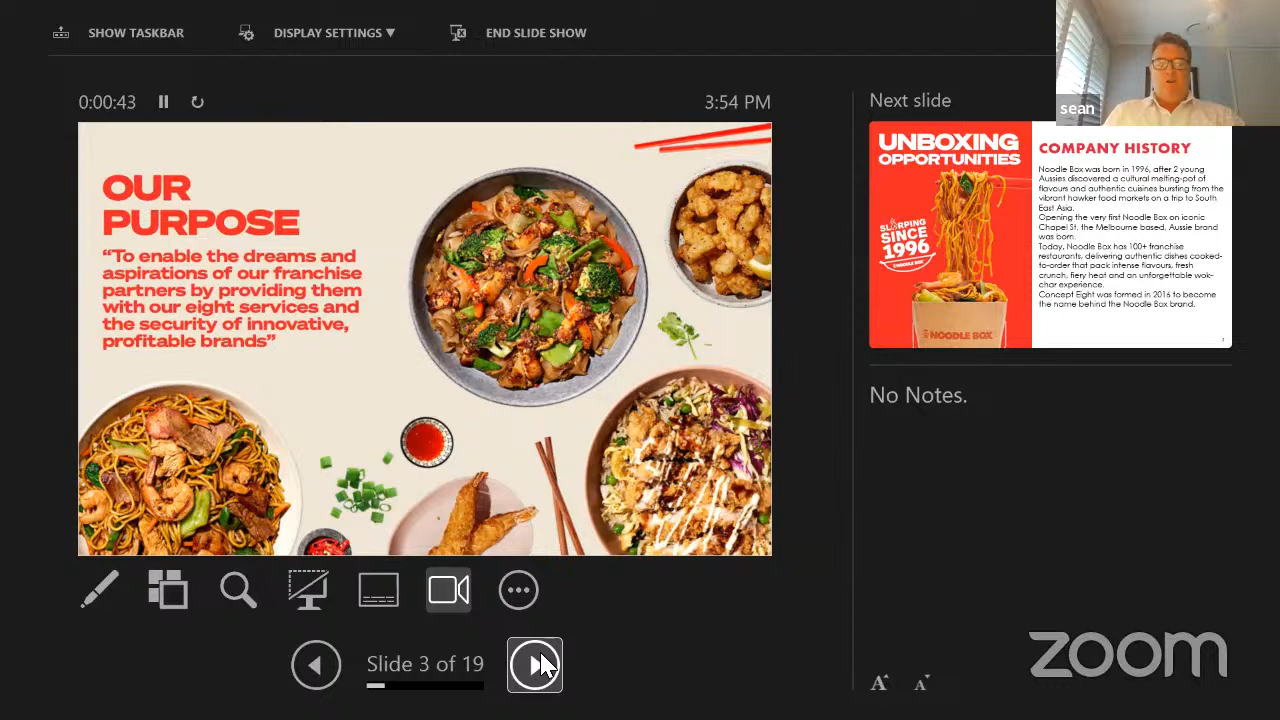 SHOW TASKBAR
DISPLAY SETTINGS ▼
END SLIDE SHOW
0:00:43
3:54 PM
Next slide
sean
OUR
PURPOSE
“To enable the dreams and
aspirations of our franchise
partners by providing them
with our eight services and
the security of innovative,
profitable brands”
UNBOXING
OPPORTUNITIES
SLURPING
SINCE
1996
NOODLE BOX
NOODLE BOX
COMPANY HISTORY
Noodle Box was born in 1996, after 2 young
Aussies discovered a cultural melting-pot of
flavours and authentic cuisines bursting from the
vibrant hawker food markets on a trip to South
East Asia.
Opening the very first Noodle Box on iconic
Chapel St, the Melbourne based, Aussie brand
was born.
Today, Noodle Box has 100+ franchise
restaurants, delivering authentic dishes cooked-
to-order that pack intense flavours, fresh
crunch, fiery heat and an unforgettable wok-
char experience.
Concept Eight was formed in 2016 to become
the name behind the Noodle Box brand.
No Notes.
Slide 3 of 19
A A
zoom